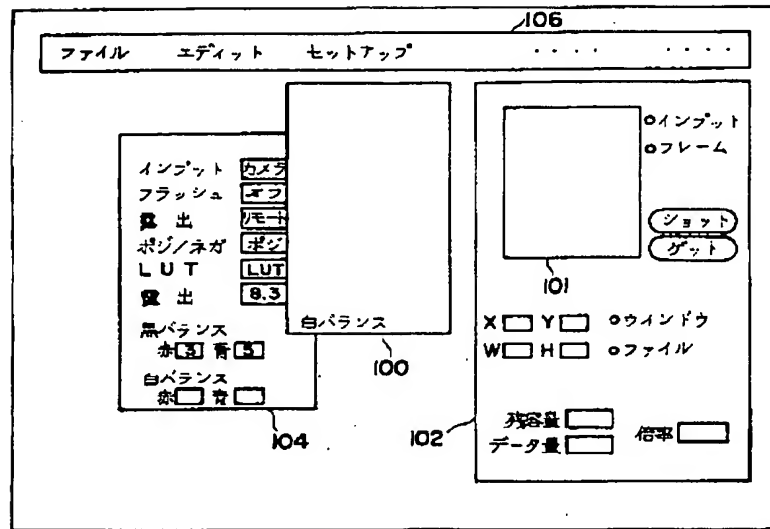 106
ファイル エディット セットアップ ・・・・ ・・・・
インプット カメラ
フラッシュ オフ
露出 リモート
ポジ/ネガ ポジ
LUT LUT
露出 8.3
黒バランス
赤 3 青 5
白バランス
赤 青
104
白バランス
100
インプット
フレーム
ショット
ゲット
101
X Y ウインドウ
W H ファイル
残容量
データ量
倍率
102